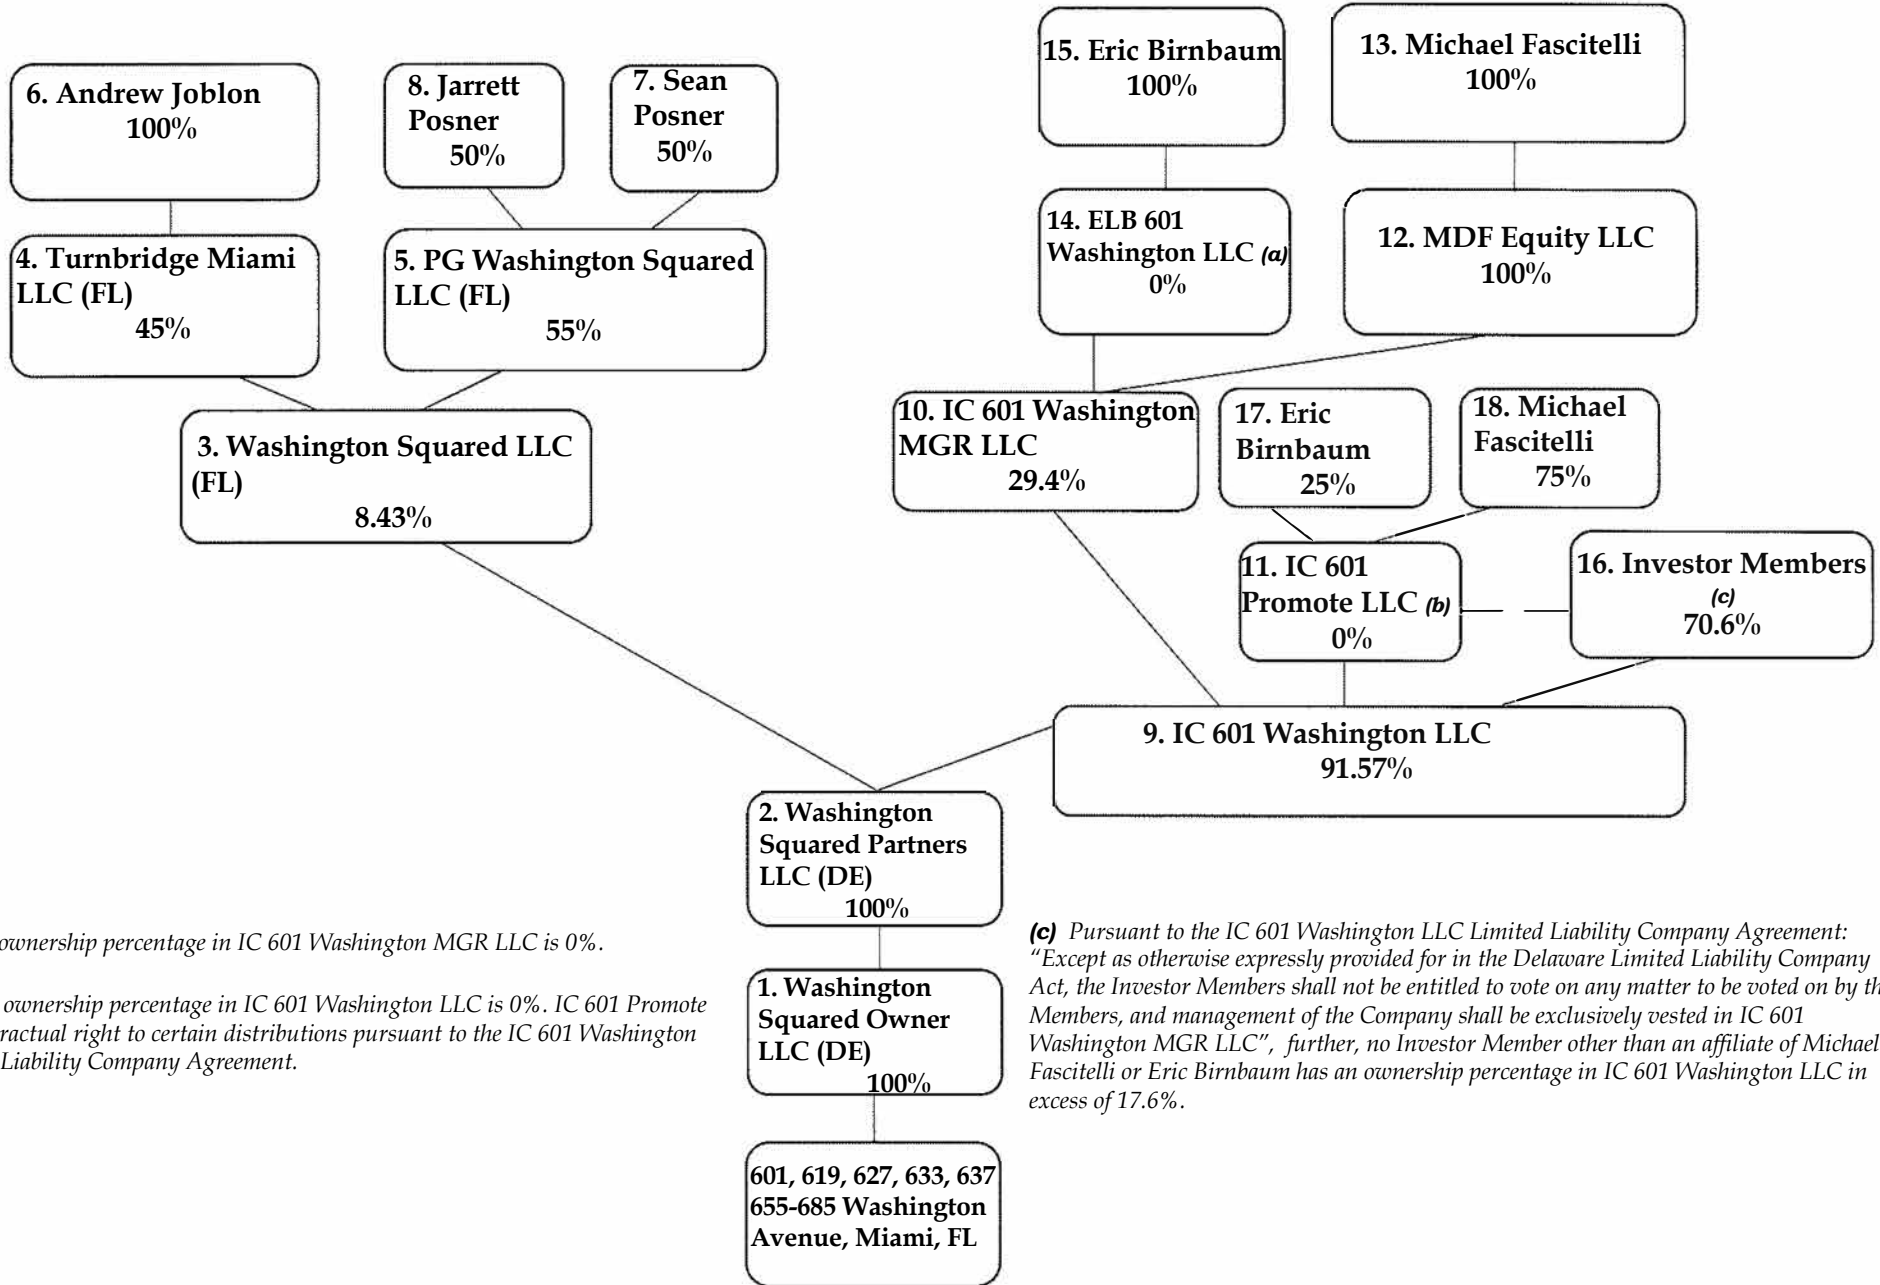 15. Eric Birnbaum
100%
13. Michael Fascitelli
100%
6. Andrew Joblon
100%
8. Jarrett
Posner
50%
7. Sean
Posner
50%
14. ELB 601
Washington LLC (a)
0%
12. MDF Equity LLC
100%
4. Turnbridge Miami
LLC (FL)
45%
5. PG Washington Squared
LLC (FL)
55%
10. IC 601 Washington
MGR LLC
29.4%
17. Eric
Birnbaum
25%
18. Michael
Fascitelli
75%
3. Washington Squared LLC
(FL)
8.43%
11. IC 601
Promote LLC (b)
0%
16. Investor Members
(c)
70.6%
9. IC 601 Washington LLC
91.57%
2. Washington
Squared Partners
LLC (DE)
100%
ownership percentage in IC 601 Washington MGR LLC is 0%.
ownership percentage in IC 601 Washington LLC is 0%. IC 601 Promote
ractual right to certain distributions pursuant to the IC 601 Washington
Liability Company Agreement.
1. Washington
Squared Owner
LLC (DE)
100%
(c) Pursuant to the IC 601 Washington LLC Limited Liability Company Agreement:
“Except as otherwise expressly provided for in the Delaware Limited Liability Company
Act, the Investor Members shall not be entitled to vote on any matter to be voted on by th
Members, and management of the Company shall be exclusively vested in IC 601
Washington MGR LLC”, further, no Investor Member other than an affiliate of Michael
Fascitelli or Eric Birnbaum has an ownership percentage in IC 601 Washington LLC in
excess of 17.6%.
601, 619, 627, 633, 637
655-685 Washington
Avenue, Miami, FL